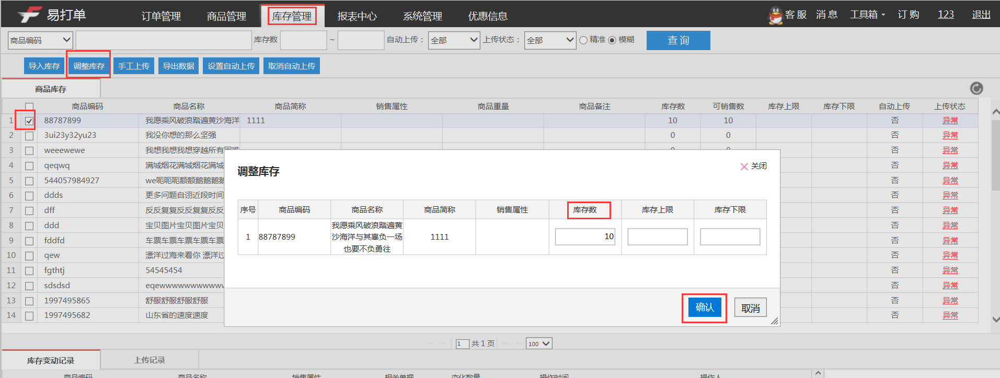 易打单 订单管理 商品管理 库存管理 报表中心 系统管理 优惠信息 客 服 消 息 工具箱 订 购 123 退出
商品编码 库存数 ~ 自动上传： 全部 上传状态： 全部 精准 模糊 查 询
导入库存 调整库存 手工上传 导出数据 设置自动上传 取消自动上传
商品库存
商品编码 商品名称 商品简称 销售属性 商品重量 商品备注 库存数 可销售数 库存上限 库存下限 自动上传 上传状态
1 88787899 我愿乘风破浪踏遍黄沙海洋 1111 10 10 否 异常
2 3ui23y32yu23 我没你想的那么坚强 0 0 否 异常
3 weeewewe 我想我想我想穿越所有 否 异常
4 qeqwq 满城烟花满城烟花满城 否 异常
5 544057984927 we呃呃呃额额鹅鹅鹅 否 异常
6 ddds 更多问题自诩近段时间 否 异常
7 dff 反反复复反反复复反反 否 异常
8 ddd 宝贝图片宝贝图片宝贝 否 异常
9 fddfd 车票车票车票车票车票 否 异常
10 qew 漂洋过海来看你 漂洋过 否 异常
11 fgthtj 54545454 否 异常
12 sdsdsd eqewwwwwwwwwww 否 异常
13 1997495865 舒服舒服舒服舒服 否 异常
14 1997495682 山东省的速度速度 否 异常
调整库存 关闭
序号 商品编码 商品名称 商品简称 销售属性 库存数 库存上限 库存下限
1 88787899 我愿乘风破浪踏遍黄 1111 10
沙海洋与其辜负一场
也要不负勇往
确认 取消
1 共 1 页 100
库存变动记录 上传记录
商品编码 商品名称 销售属性 相关单据 变化数量 操作时间 操作人